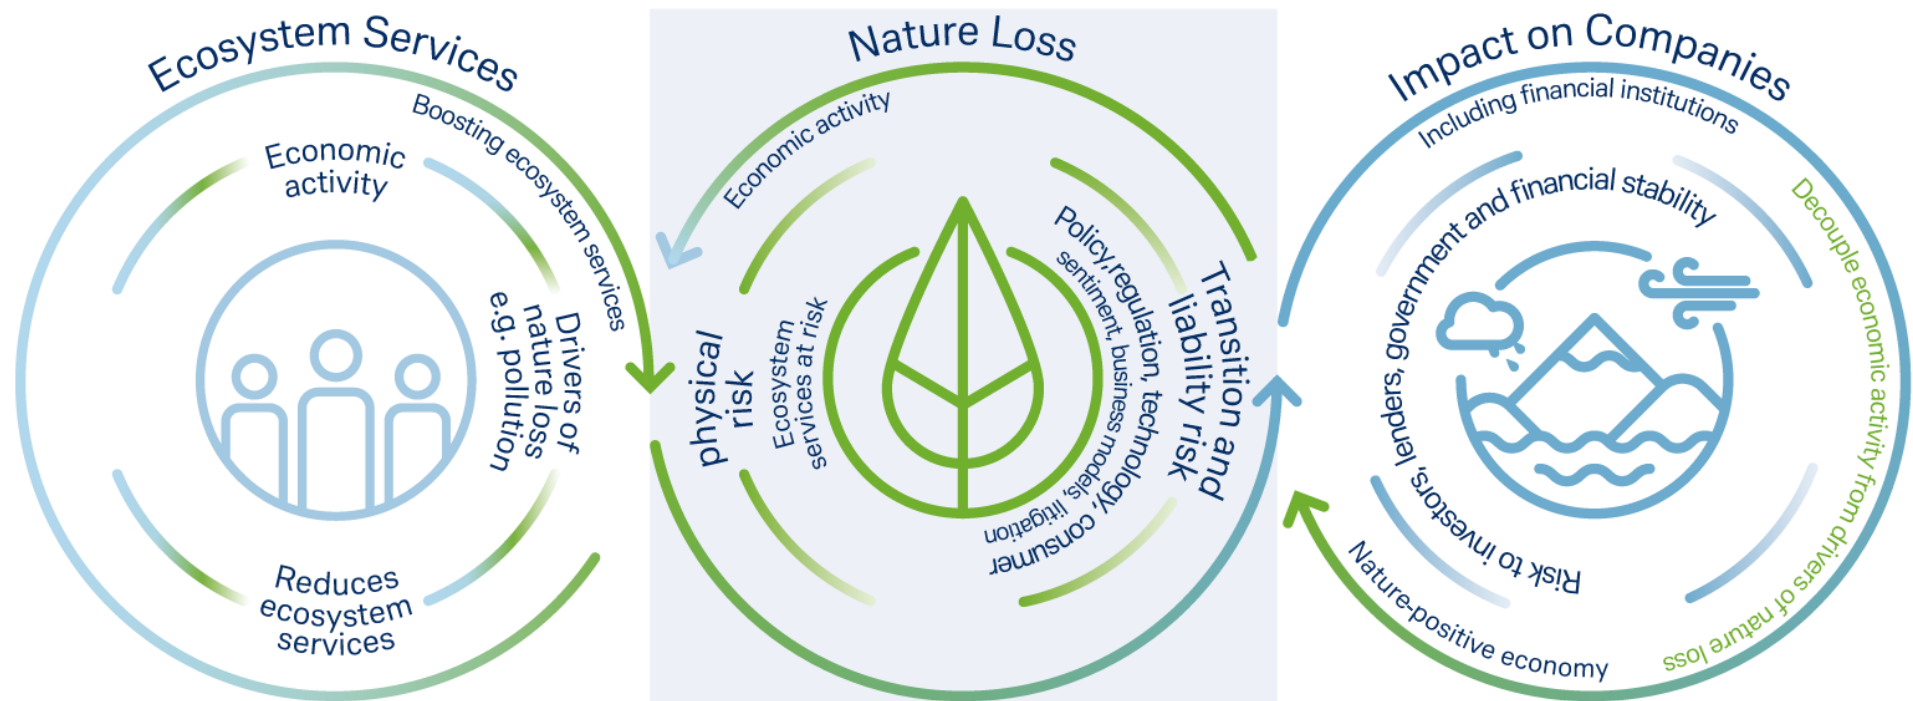 Ecosystem Services
Boosting ecosystem services
Economic
activity
Drivers of
nature loss
e.g. pollution
Reduces
ecosystem
services
Nature Loss
Economic activity
physical
risk
Ecosystem
services at risk
Transition and
liability risk
Policy,regulation, technology, consumer
sentiment, business models, litigation
Impact on Companies
Including financial institutions
Risk to investors, lenders, government and financial stability
Decouple economic activity from drivers of nature loss
Nature-positive economy